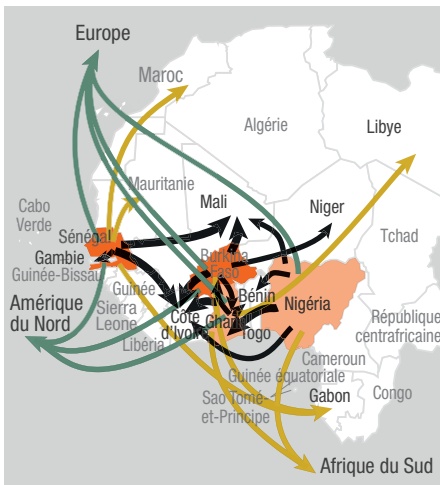 Europe
Maroc
Algérie
Libye
Mauritanie
Cabo
Verde
Mali
Niger
Tchad
Sénégal
Gambie
Guinée-Bissau
Burkina
Faso
Guinée
Bénin
Nigéria
Amérique
du Nord
Sierra
Leone
Côte
d'Ivoire
Ghana
Togo
Libéria
République
centrafricaine
Cameroun
Guinée équatoriale
Sao Tomé-
et-Principe
Gabon
Congo
Afrique du Sud